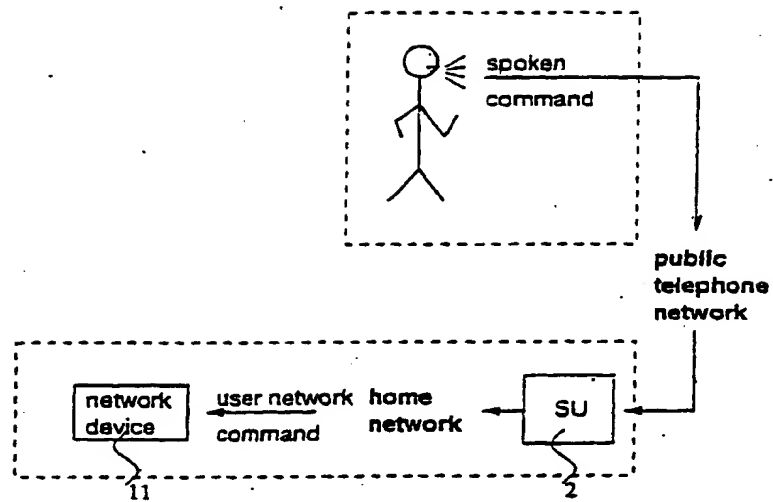 spoken
command
public
telephone
network
network
device
user network
command
home
network
SU
11
2